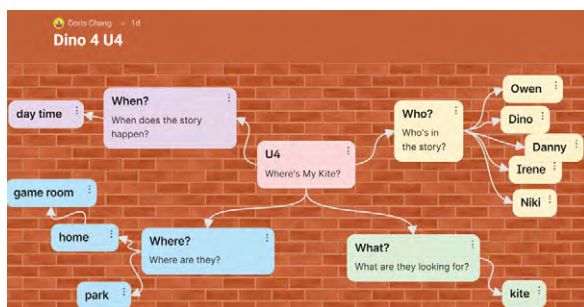 Doris Chang • 1d
Dino 4 U4
When?
When does the story
happen?
day time
Who?
Who's in
the story?
Owen
Dino
Danny
Irene
Niki
U4
Where's My Kite?
game room
home
park
Where?
Where are they?
What?
What are they looking for?
kite